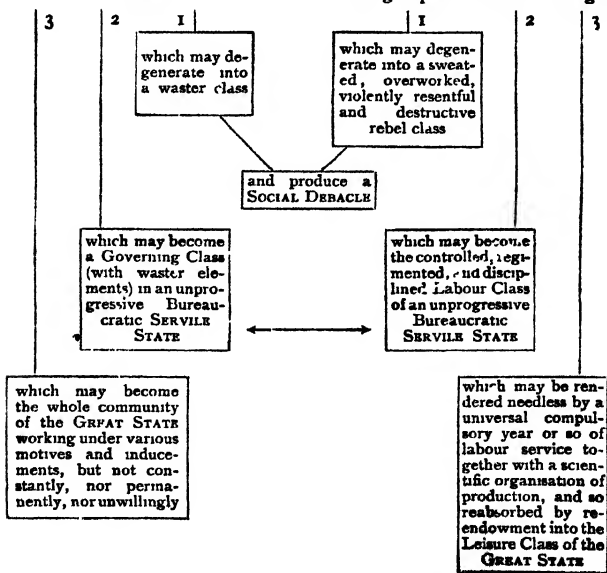 3 2 1 1 2 3
which may de-
generate into
a waster class
which may degen-
erate into a sweat-
ed, overworked,
violently resentful
and destructive
rebel class
and produce a
SOCIAL DEBACLE
which may become
a Governing Class
(with waster ele-
ments) in an unpro-
gressive Bureau-
cratic SERVILE
STATE
which may become
the controlled, regi-
mented, and discip-
lined Labour Class
of an unprogressive
Bureaucratic
SERVILE STATE
which may become
the whole community
of the GREAT STATE
working under various
motives and induce-
ments, but not con-
stantly, nor perma-
nently, nor unwillingly
which may be ren-
dered needless by a
universal compul-
sory year or so of
labour service to-
gether with a scien-
tific organisation of
production, and so
reabsorbed by re-
endowment into the
Leisure Class of the
GREAT STATE